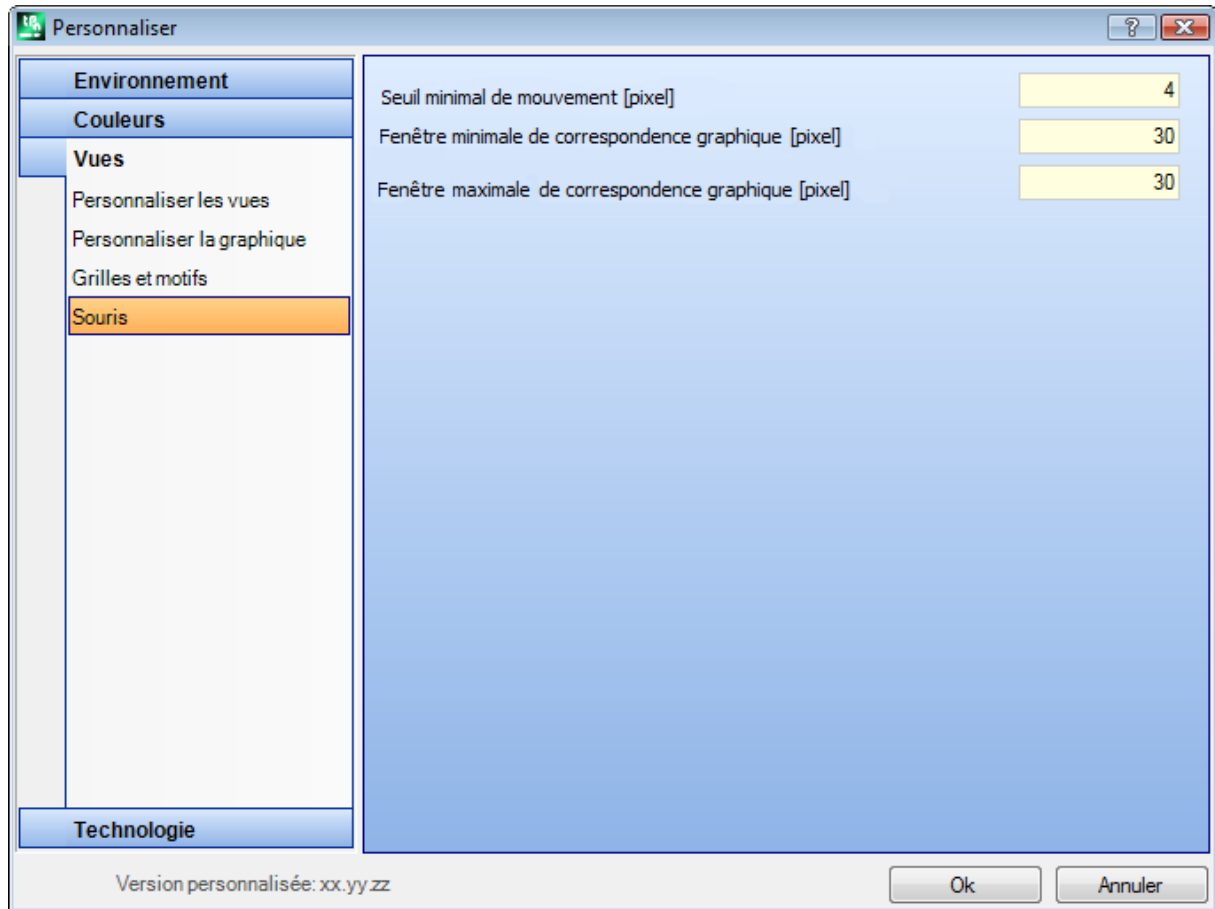 Personnaliser
Environnement
Couleurs
Vues
Personnaliser les vues
Personnaliser la graphique
Grilles et motifs
Souris
Technologie
Seuil minimal de mouvement [pixel] 4
Fenêtre minimale de correspondence graphique [pixel] 30
Fenêtre maximale de correspondence graphique [pixel] 30
Version personnalisée: xx.yy.zz
Ok
Annuler